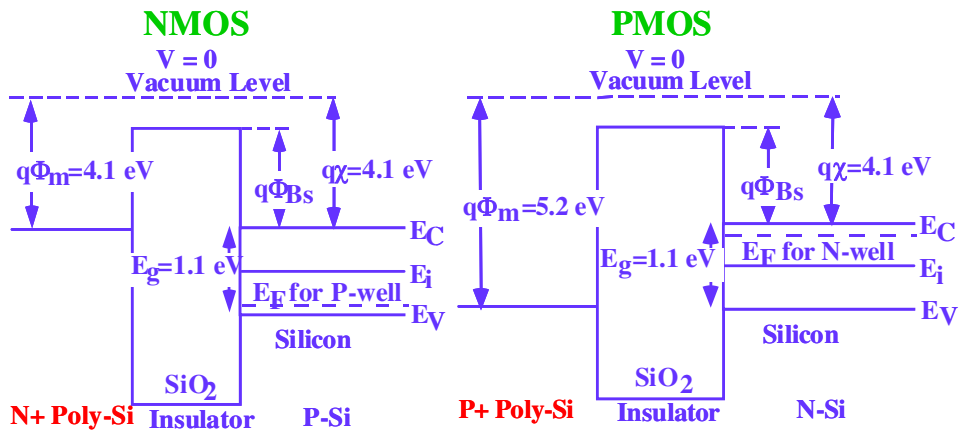 NMOS
V = 0
Vacuum Level
qΦm=4.1 eV
qΦBs
qχ=4.1 eV
EC
Eg=1.1 eV
Ei
EF for P-well
EV
Silicon
SiO2
N+ Poly-Si
Insulator
P-Si
PMOS
V = 0
Vacuum Level
qχ=4.1 eV
qΦBs
qΦm=5.2 eV
EC
EF for N-well
Eg=1.1 eV
Ei
EV
Silicon
SiO2
P+ Poly-Si
Insulator
N-Si